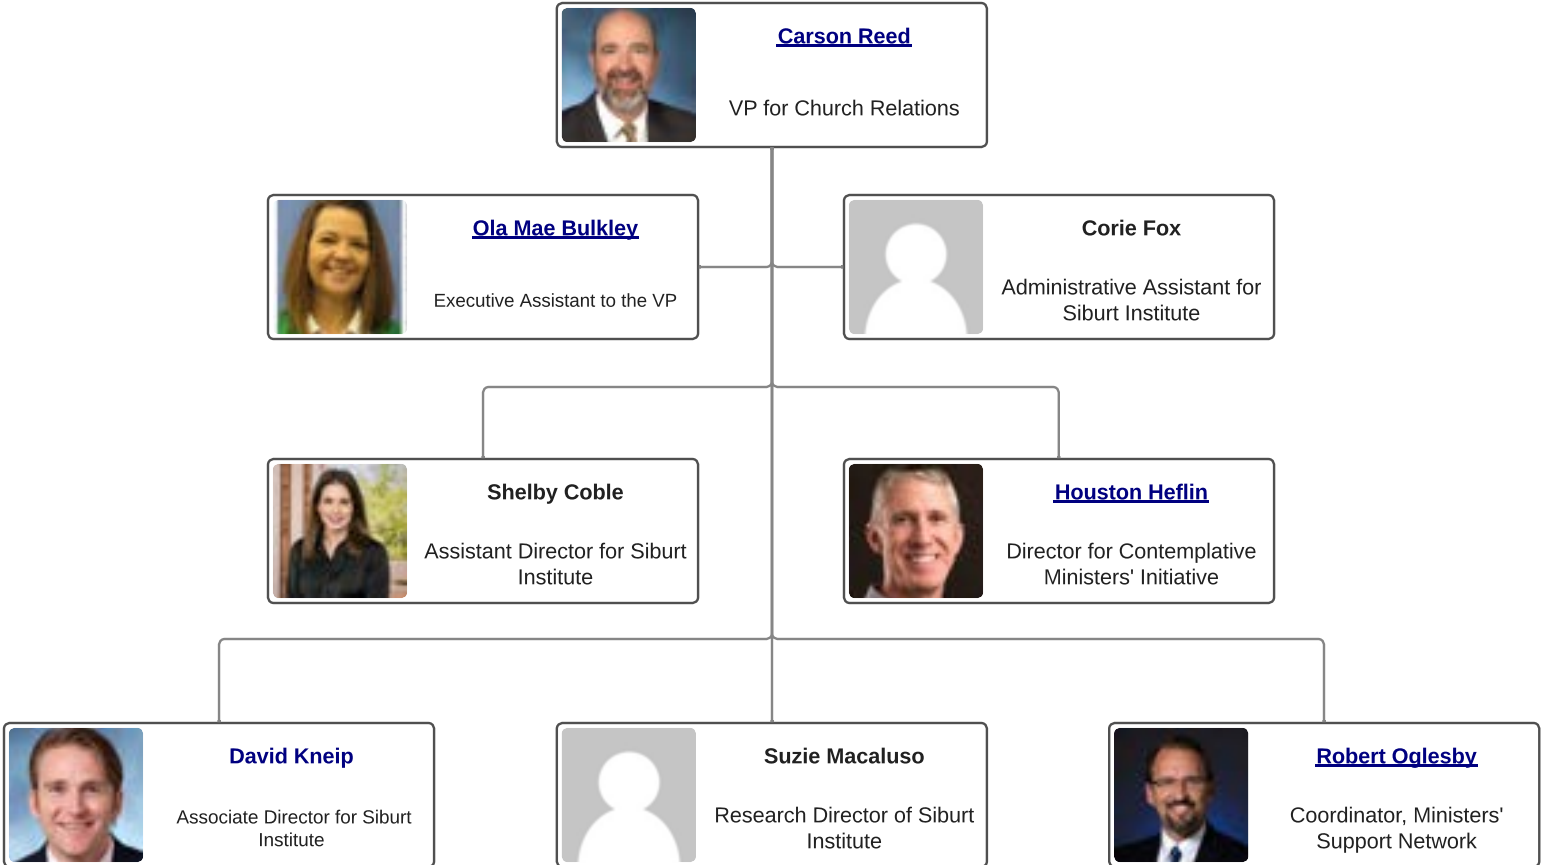 Carson Reed
VP for Church Relations
Ola Mae Bulkley
Executive Assistant to the VP
Corie Fox
Administrative Assistant for
Siburt Institute
Shelby Coble
Assistant Director for Siburt
Institute
Houston Heflin
Director for Contemplative
Ministers' Initiative
David Kneip
Associate Director for Siburt
Institute
Suzie Macaluso
Research Director of Siburt
Institute
Robert Oglesby
Coordinator, Ministers'
Support Network